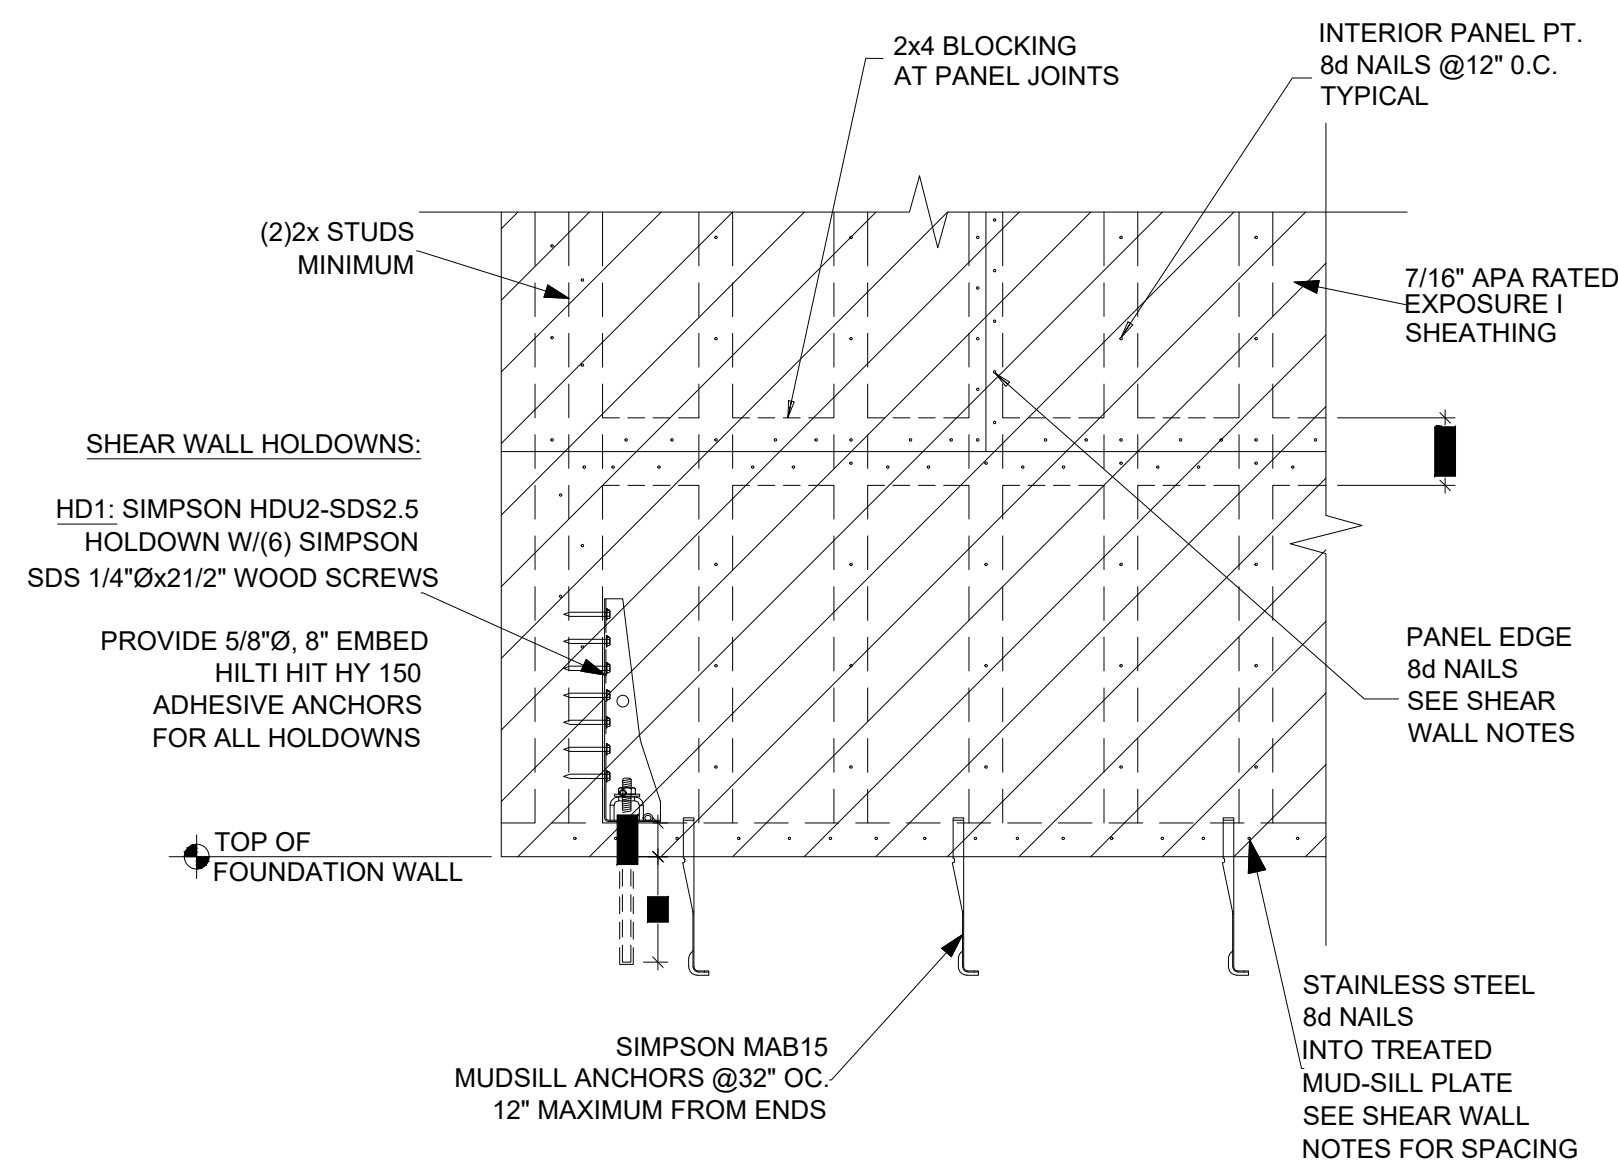 2x4 BLOCKING
AT PANEL JOINTS
INTERIOR PANEL PT.
8d NAILS @12" 0.C.
TYPICAL
(2)2x STUDS
MINIMUM
7/16" APA RATED
EXPOSURE I
SHEATHING
SHEAR WALL HOLDOWNS:
HD1: SIMPSON HDU2-SDS2.5
HOLDOWN W/(6) SIMPSON
SDS 1/4"Øx21/2" WOOD SCREWS
PROVIDE 5/8"Ø, 8" EMBED
HILTI HIT HY 150
ADHESIVE ANCHORS
FOR ALL HOLDOWNS
PANEL EDGE
8d NAILS
SEE SHEAR
WALL NOTES
TOP OF
FOUNDATION WALL
SIMPSON MAB15
MUDSILL ANCHORS @32" OC.
12" MAXIMUM FROM ENDS
STAINLESS STEEL
8d NAILS
INTO TREATED
MUD-SILL PLATE
SEE SHEAR WALL
NOTES FOR SPACING